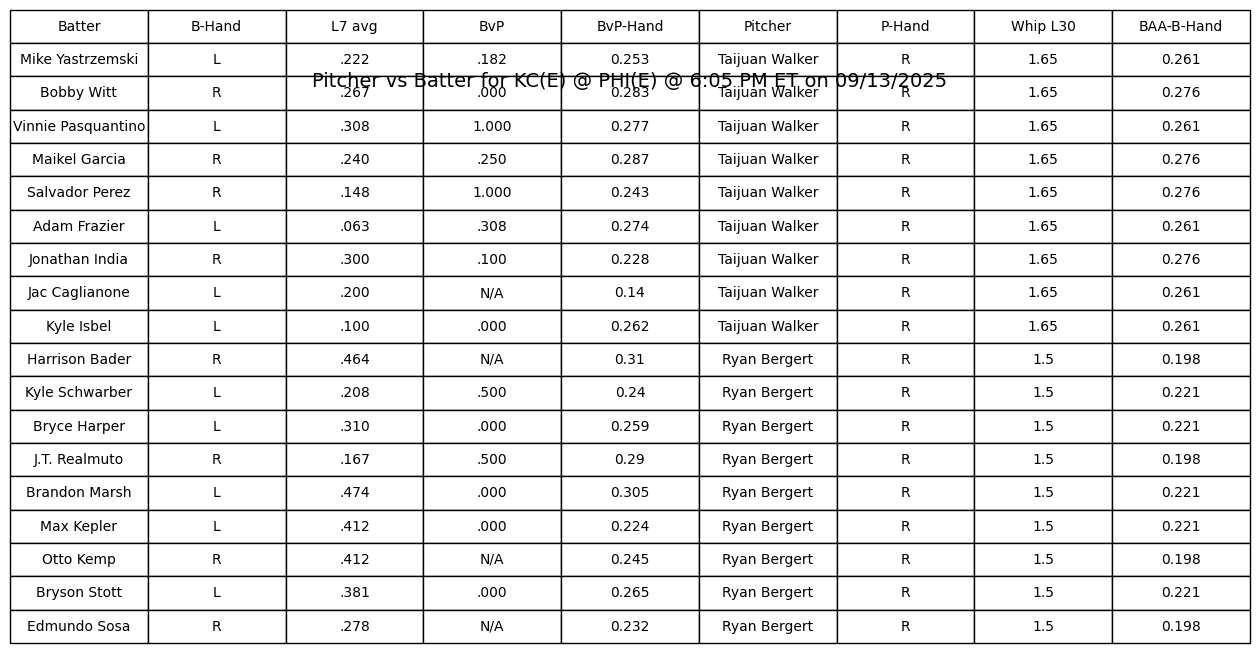 Batter B-Hand L7 avg BvP BvP-Hand Pitcher P-Hand Whip L30 BAA-B-Hand
Mike Yastrzemski L .222 .182 0.253 Taijuan Walker R 1.65 0.261
Pitcher vs Batter for KC(E) @ PHI(E) @ 6:05 PM ET on 09/13/2025
Bobby Witt R .267 .000 0.283 Taijuan Walker R 1.65 0.276
Vinnie Pasquantino L .308 1.000 0.277 Taijuan Walker R 1.65 0.261
Maikel Garcia R .240 .250 0.287 Taijuan Walker R 1.65 0.276
Salvador Perez R .148 1.000 0.243 Taijuan Walker R 1.65 0.276
Adam Frazier L .063 .308 0.274 Taijuan Walker R 1.65 0.261
Jonathan India R .300 .100 0.228 Taijuan Walker R 1.65 0.276
Jac Caglianone L .200 N/A 0.14 Taijuan Walker R 1.65 0.261
Kyle Isbel L .100 .000 0.262 Taijuan Walker R 1.65 0.261
Harrison Bader R .464 N/A 0.31 Ryan Bergert R 1.5 0.198
Kyle Schwarber L .208 .500 0.24 Ryan Bergert R 1.5 0.221
Bryce Harper L .310 .000 0.259 Ryan Bergert R 1.5 0.221
J.T. Realmuto R .167 .500 0.29 Ryan Bergert R 1.5 0.198
Brandon Marsh L .474 .000 0.305 Ryan Bergert R 1.5 0.221
Max Kepler L .412 .000 0.224 Ryan Bergert R 1.5 0.221
Otto Kemp R .412 N/A 0.245 Ryan Bergert R 1.5 0.198
Bryson Stott L .381 .000 0.265 Ryan Bergert R 1.5 0.221
Edmundo Sosa R .278 N/A 0.232 Ryan Bergert R 1.5 0.198